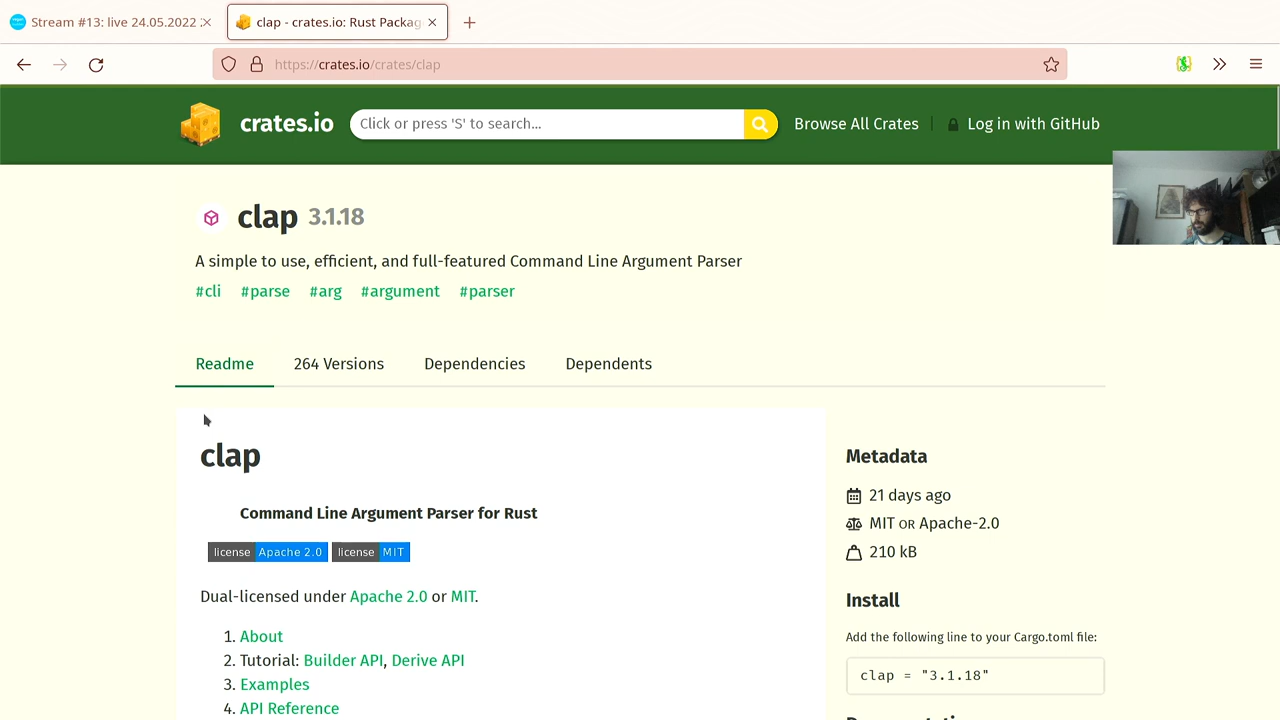 Stream #13: live 24.05.2022
clap - crates.io: Rust Packag
https://crates.io/crates/clap
crates.io
Click or press 'S' to search...
Browse All Crates
Log in with GitHub
clap 3.1.18
A simple to use, efficient, and full-featured Command Line Argument Parser
#cli #parse #arg #argument #parser
Readme
264 Versions
Dependencies
Dependents
clap
Command Line Argument Parser for Rust
license Apache 2.0 license MIT
Dual-licensed under Apache 2.0 or MIT.
1. About
2. Tutorial: Builder API, Derive API
3. Examples
4. API Reference
Metadata
21 days ago
MIT OR Apache-2.0
210 kB
Install
Add the following line to your Cargo.toml file:
clap = "3.1.18"